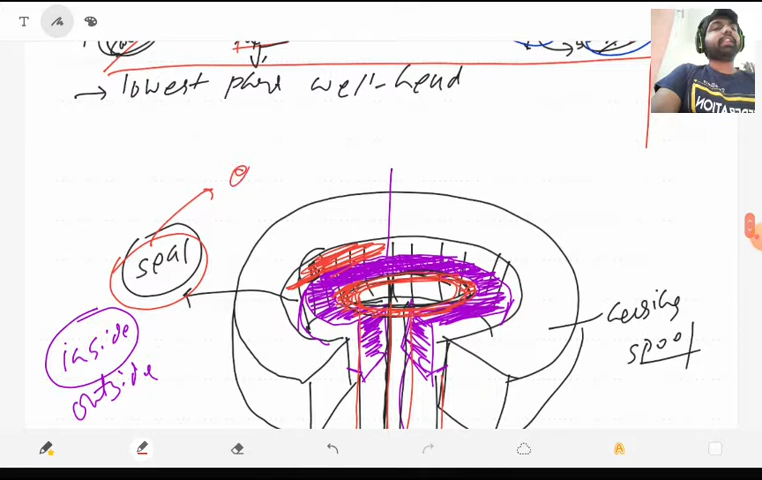 → lowest part well-head
θ
seal
casing
spool
inside
outside